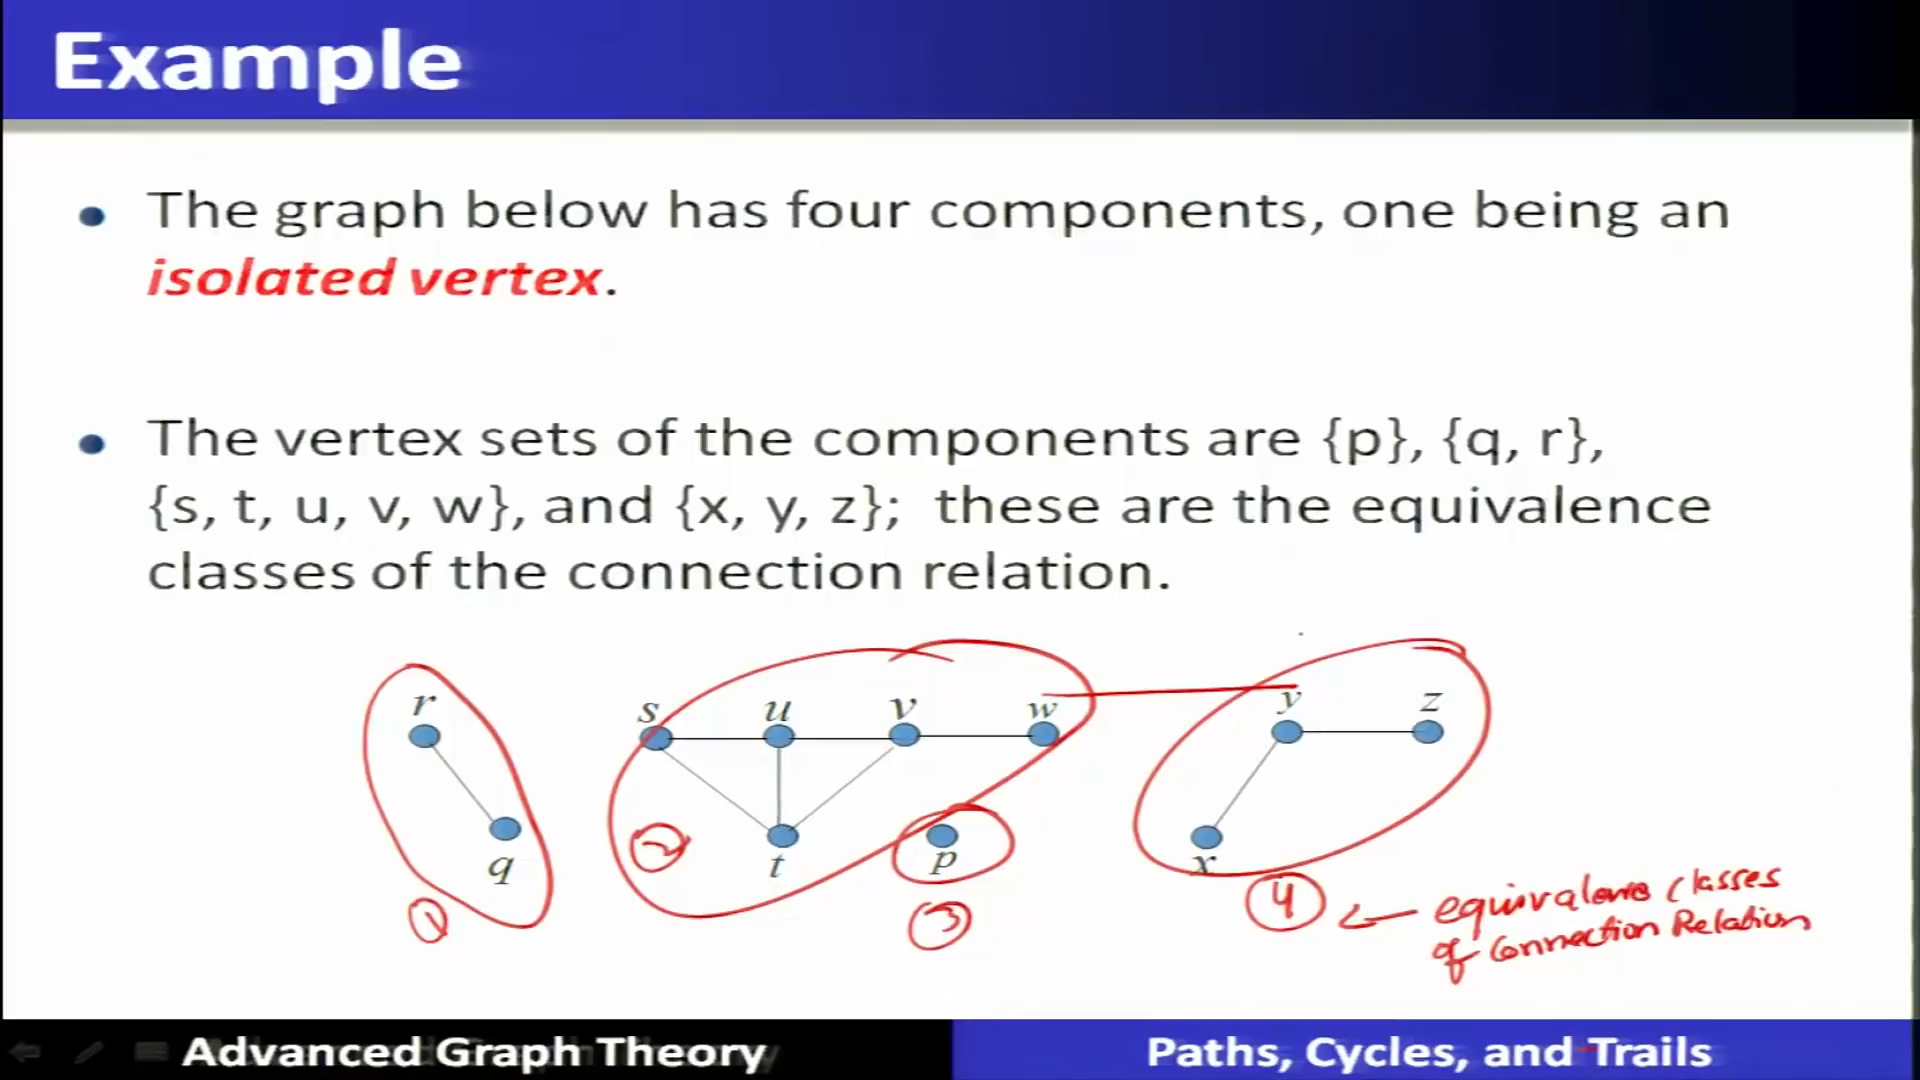 Example
The graph below has four components, one being an
isolated vertex.
The vertex sets of the components are {p}, {q, r},
{s, t, u, v, w}, and {x, y, z}; these are the equivalence
classes of the connection relation.
r
s
u
v
w
y
z
q
t
p
x
1
2
3
4
equivalence classes
of Connection Relation
Advanced Graph Theory
Paths, Cycles, and Trails